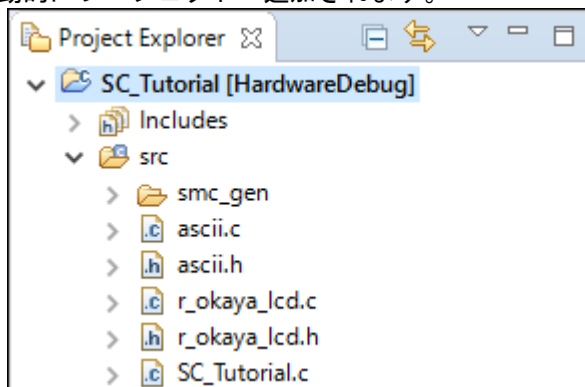 Project Explorer
SC_Tutorial [HardwareDebug]
Includes
src
smc_gen
ascii.c
ascii.h
r_okaya_lcd.c
r_okaya_lcd.h
SC_Tutorial.c